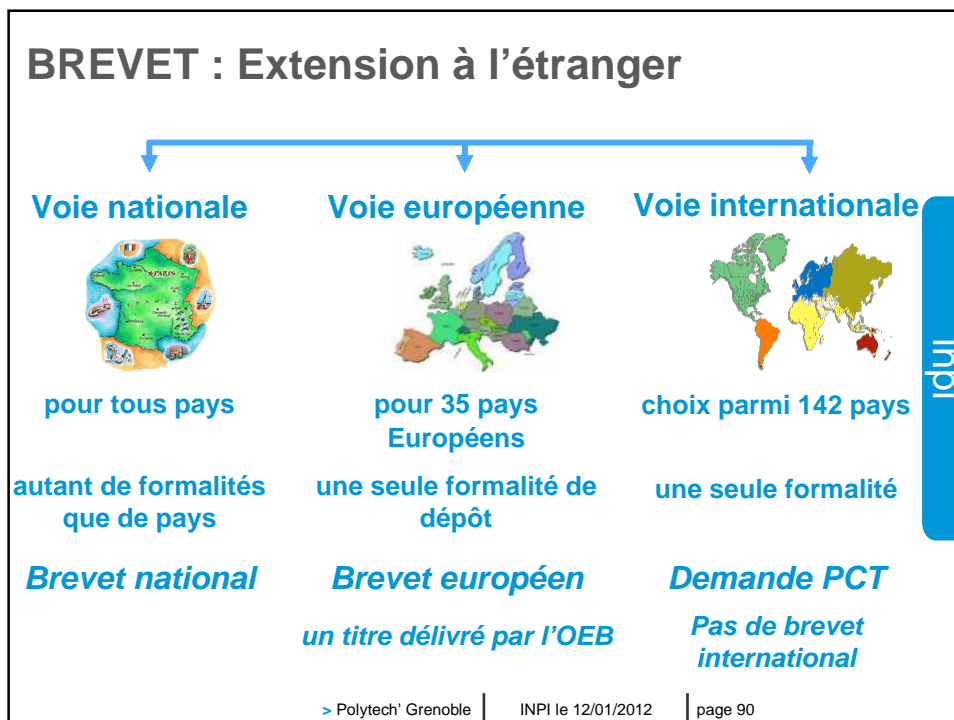 BREVET : Extension à l’étranger
Voie nationale
Voie européenne
Voie internationale
PARIS
pour tous pays
pour 35 pays
Européens
choix parmi 142 pays
autant de formalités
que de pays
une seule formalité de
dépôt
une seule formalité
Brevet national
Brevet européen
Demande PCT
un titre délivré par l’OEB
Pas de brevet
international
inpi
> Polytech’ Grenoble
INPI le 12/01/2012
page 90